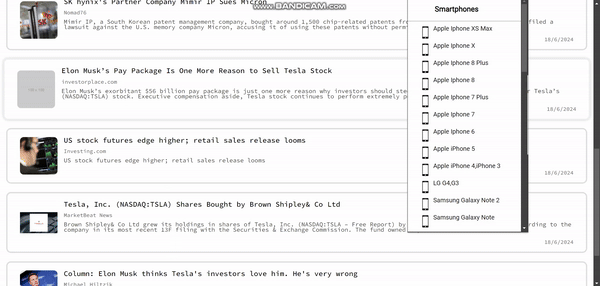 SK hynix's Partner Company Mimir IP Sues Micron
Nomad76
Mimir IP, a South Korean patent management company, bought around 1,500 chip-related patents from
filed a
lawsuit against the U.S. memory company Micron, accusing it of using these patents without
WWW.BANDICAM.COM
Elon Musk's Pay Package Is One More Reason to Sell Tesla Stock
investorplace.com
Elon Musk's exorbitant $56 billion pay package is just one more reason why investors should
Tesla's
(NASDAQ:TSLA) stock. Executive compensation aside, Tesla stock continues to perform extremely
18/6/2024
18/6/2024
US stock futures edge higher; retail sales release looms
Investing.com
US stock futures edge higher; retail sales release looms
18/6/2024
Tesla, Inc. (NASDAQ:TSLA) Shares Bought by Brown Shipley& Co Ltd
MarketBeat News
Brown Shipley& Co Ltd grew its holdings in shares of Tesla, Inc. (NASDAQ:TSLA – Free Report) by
according to the
company in its most recent 13F filing with the Securities & Exchange Commission. The fund owned
18/6/2024
Column: Elon Musk thinks Tesla's investors love him. He's very wrong
Michael Hiltzik
Smartphones
Apple Iphone XS Max
Apple Iphone X
Apple Iphone 8 Plus
Apple Iphone 8
Apple Iphone 7 Plus
Apple Iphone 7
Apple Iphone 6
Apple iPhone 5
Apple iPhone 4,iPhone 3
LG G4,G3
Samsung Galaxy Note 2
Samsung Galaxy Note